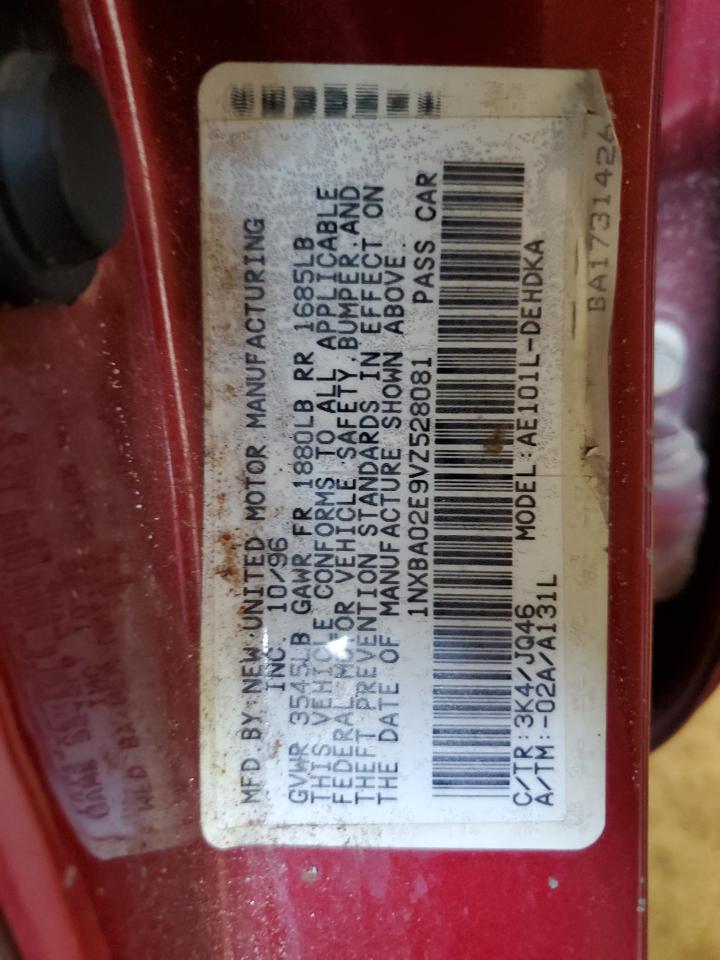 MFD.BY:NEW UNITED MOTOR MANUFACTURING
INC. 10/96
GVWR 3545LB GAWR FR 1880LB RR 1685LB
THIS VEHICLE CONFORMS TO ALL APPLICABLE
FEDERAL MOTOR VEHICLE SAFETY,BUMPER,AND
THEFT PREVENTION STANDARDS IN EFFECT ON
THE DATE OF MANUFACTURE SHOWN ABOVE.
1NXBA02E9VZ528081 PASS CAR
C/TR:3K4/JQ46 MODEL:AE101L-DEHDKA
A/TM:-02A/A131L
BA1731426